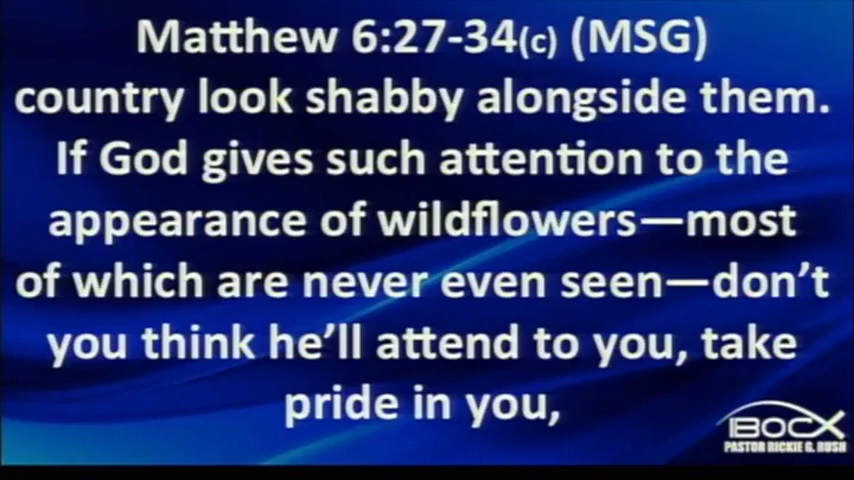 Matthew 6:27-34(c) (MSG)
country look shabby alongside them.
If God gives such attention to the
appearance of wildflowers—most
of which are never even seen—don’t
you think he’ll attend to you, take
pride in you,
IBOCX
PASTOR RICKIE G. RUSH